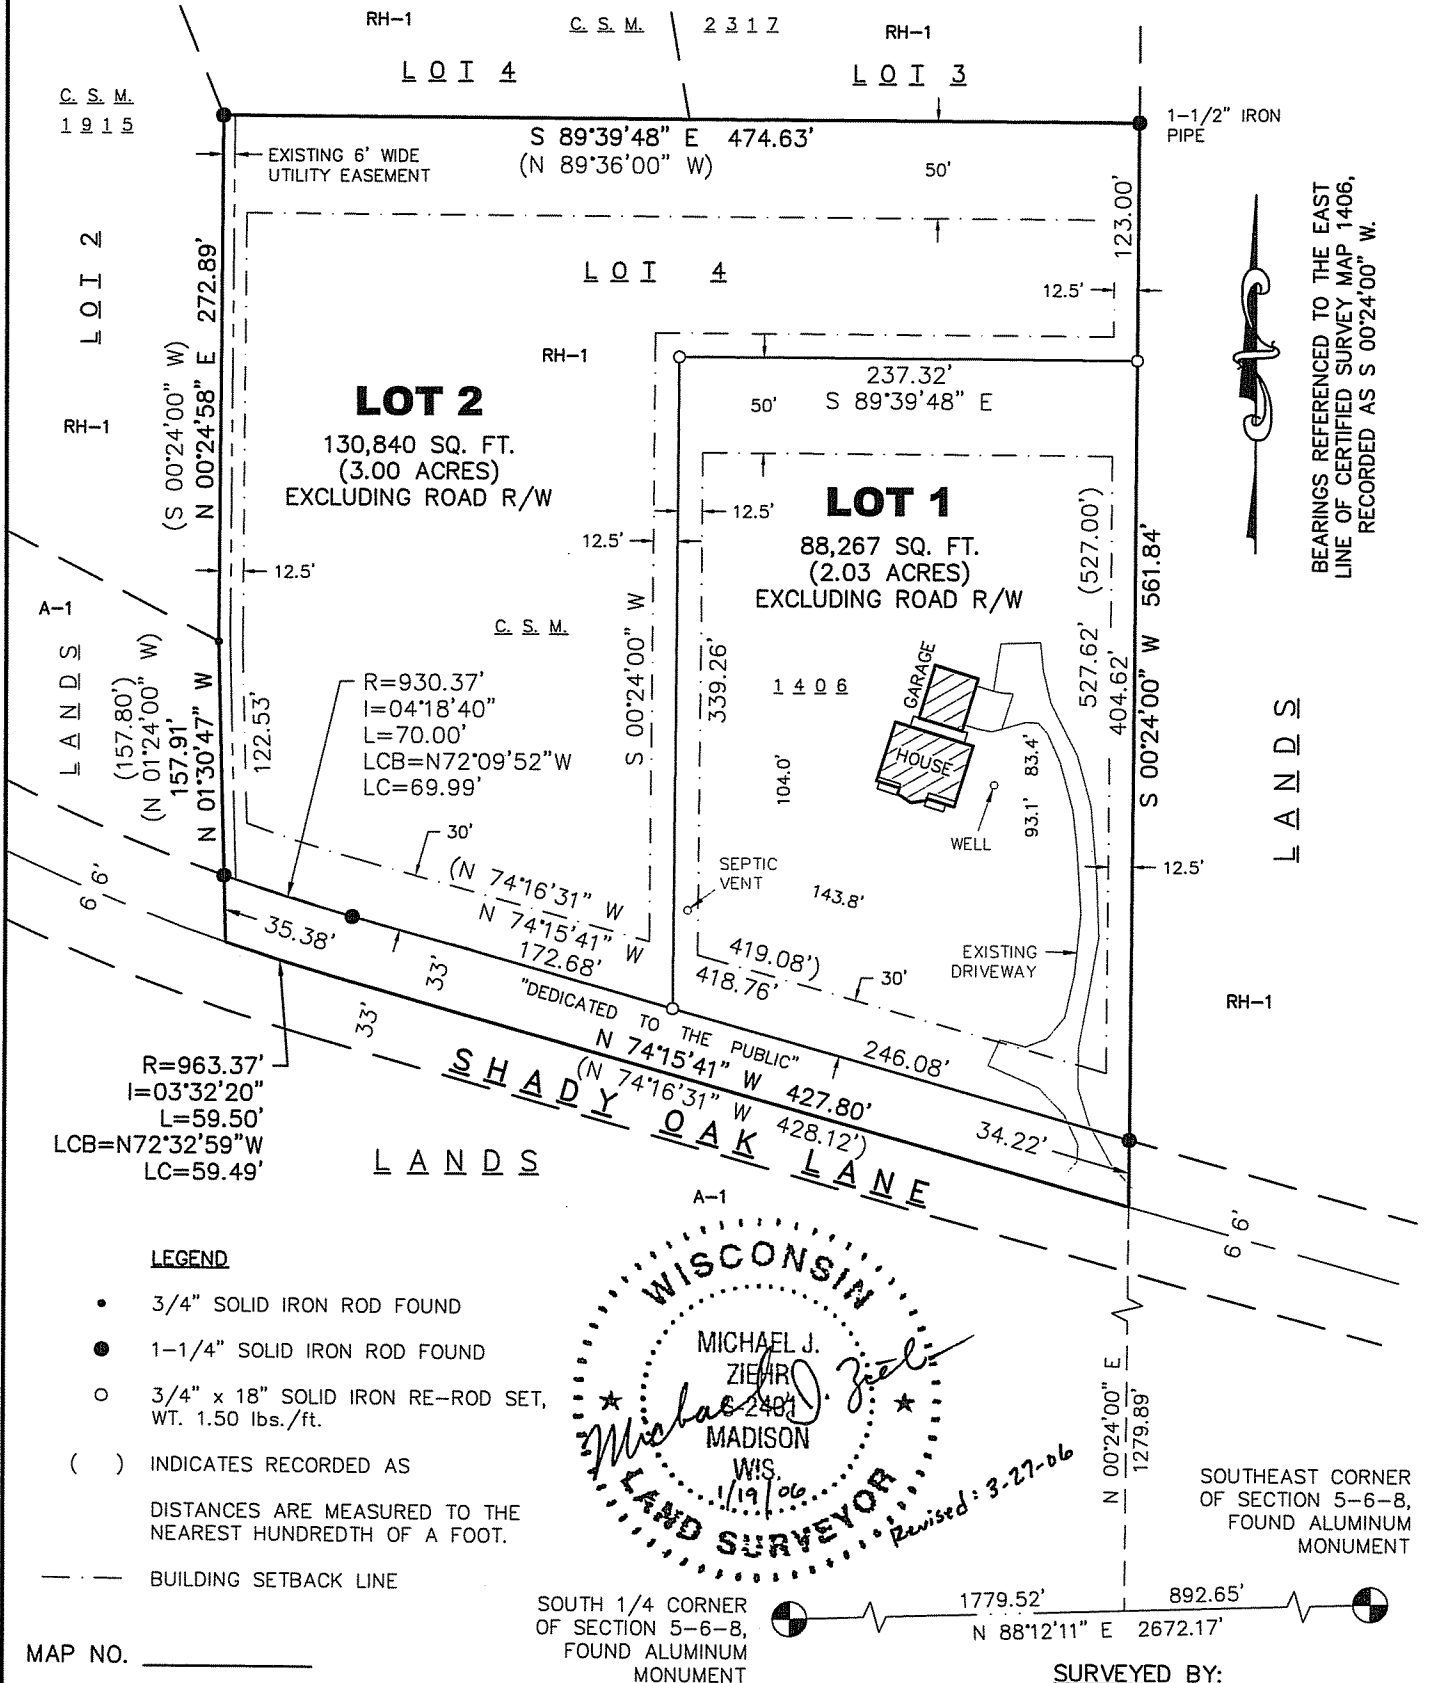 RH-1
C. S. M.
2 3 1 7
RH-1
LOT 4
LOT 3
C. S. M.
1 9 1 5
1-1/2" IRON
PIPE
S 89°39'48" E 474.63'
(N 89°36'00" W)
EXISTING 6' WIDE
UTILITY EASEMENT
50'
123.00'
LOT 2
LOT 4
12.5'
BEARINGS REFERENCED TO THE EAST
LINE OF CERTIFIED SURVEY MAP 1406,
RECORDED AS S 00°24'00" W.
(S 00°24'00" W)
N 00°24'58" E 272.89'
RH-1
RH-1
237.32'
S 89°39'48" E
50'
LOT 2
130,840 SQ. FT.
(3.00 ACRES)
EXCLUDING ROAD R/W
LOT 1
88,267 SQ. FT.
(2.03 ACRES)
EXCLUDING ROAD R/W
12.5'
12.5'
12.5'
527.62' (527.00')
404.62'
S 00°24'00" W 561.84'
A-1
LANDS
(157.80')
(N 01°24'00" W)
157.91'
N 01°30'47" W
122.53'
C. S. M.
1 4 0 6
R=930.37'
I=04°18'40"
L=70.00'
LCB=N72°09'52"W
LC=69.99'
S 00°24'00" W
339.26'
GARAGE
HOUSE
104.0'
83.4'
93.1'
WELL
LANDS
12.5'
SEPTIC
VENT
143.8'
30'
(N 74°16'31" W
419.08')
N 74°15'41" W
418.76'
172.68'
30'
EXISTING
DRIVEWAY
RH-1
66'
35.38'
33'
33'
"DEDICATED TO THE PUBLIC"
N 74°15'41" W 427.80'
(N 74°16'31" W 428.12')
246.08'
34.22'
66'
SHADY OAK LANE
R=963.37'
I=03°32'20"
L=59.50'
LCB=N72°32'59"W
LC=59.49'
LANDS
A-1
LEGEND
3/4" SOLID IRON ROD FOUND
1-1/4" SOLID IRON ROD FOUND
3/4" x 18" SOLID IRON RE-ROD SET,
WT. 1.50 lbs./ft.
( ) INDICATES RECORDED AS
DISTANCES ARE MEASURED TO THE
NEAREST HUNDREDTH OF A FOOT.
BUILDING SETBACK LINE
WISCONSIN
MICHAEL J.
ZIEHR
S-2401
MADISON
WIS.
1/19/06
LAND SURVEYOR
Michael J. Ziehr
Revised: 3-27-06
N 00°24'00" E
1279.89'
SOUTHEAST CORNER
OF SECTION 5-6-8,
FOUND ALUMINUM
MONUMENT
SOUTH 1/4 CORNER
OF SECTION 5-6-8,
FOUND ALUMINUM
MONUMENT
1779.52' 892.65'
N 88°12'11" E 2672.17'
MAP NO.
SURVEYED BY: